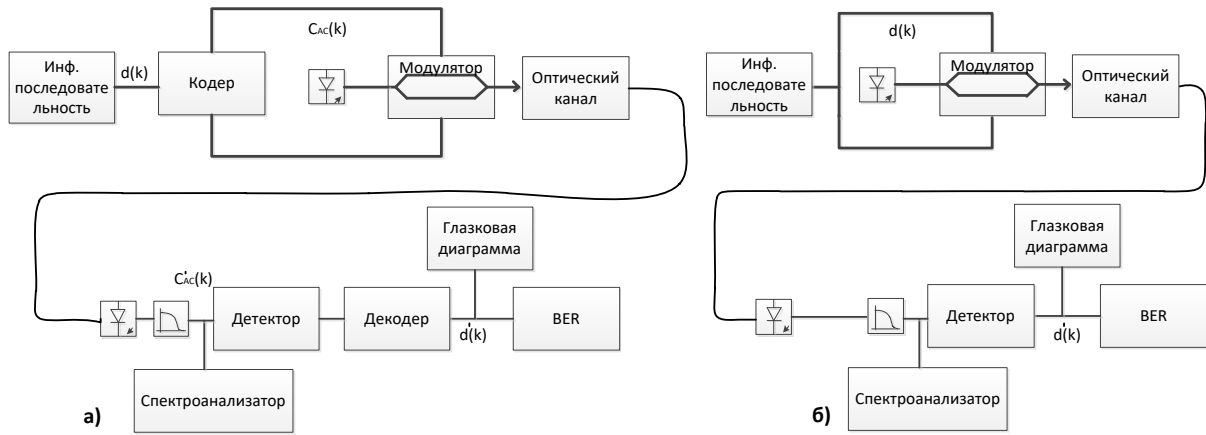 Инф.
последовате
льность
d(k)
Кодер
CAC(k)
Модулятор
Оптический
канал
Глазковая
диаграмма
C'AC(k)
Детектор
Декодер
d'(k)
BER
Спектроанализатор
а)
Инф.
последовате
льность
d(k)
Модулятор
Оптический
канал
Глазковая
диаграмма
Детектор
d'(k)
BER
Спектроанализатор
б)